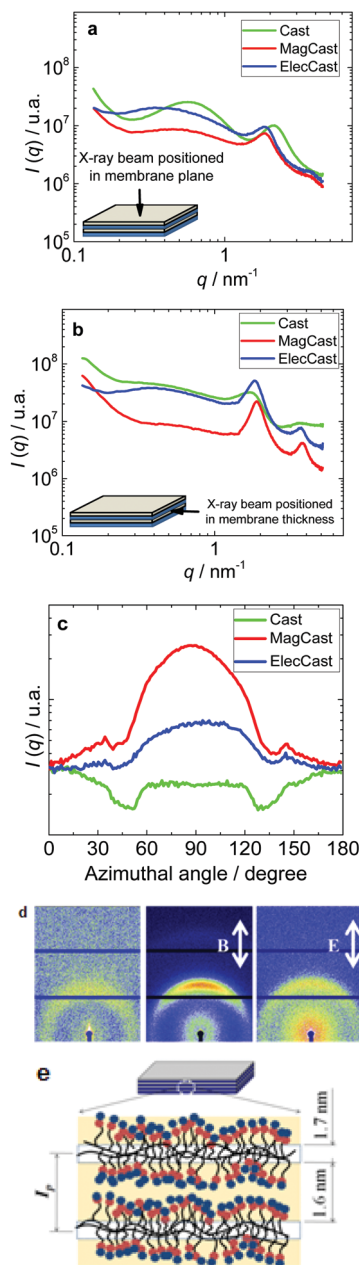 a
Cast
MagCast
ElecCast
I (q) / u.a.
10^8
10^7
10^6
10^5
X-ray beam positioned
in membrane plane
0.1
1
q / nm^-1
b
Cast
MagCast
ElecCast
I (q) / u.a.
10^8
10^7
10^6
10^5
X-ray beam positioned
in membrane thickness
0.1
1
q / nm^-1
c
Cast
MagCast
ElecCast
I (q) / u.a.
0 30 60 90 120 150 180
Azimuthal angle / degree
d
B
E
e
1.7 nm
1.6 nm